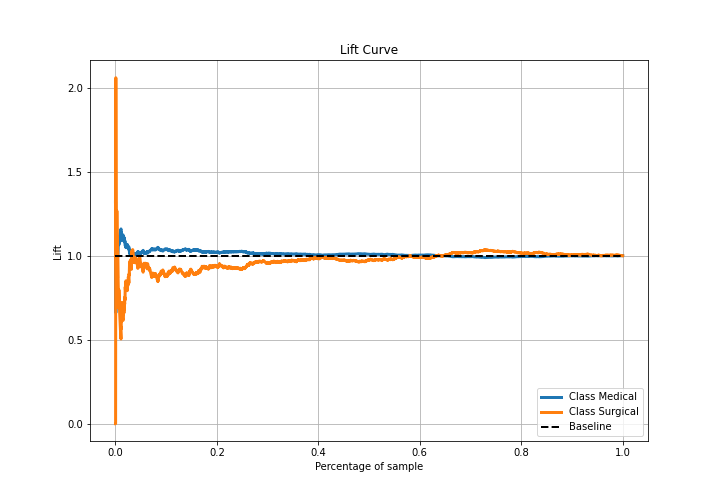 Lift Curve
2.0
1.5
1.0
0.5
0.0
Lift
0.0 0.2 0.4 0.6 0.8 1.0
Percentage of sample
Class Medical
Class Surgical
Baseline